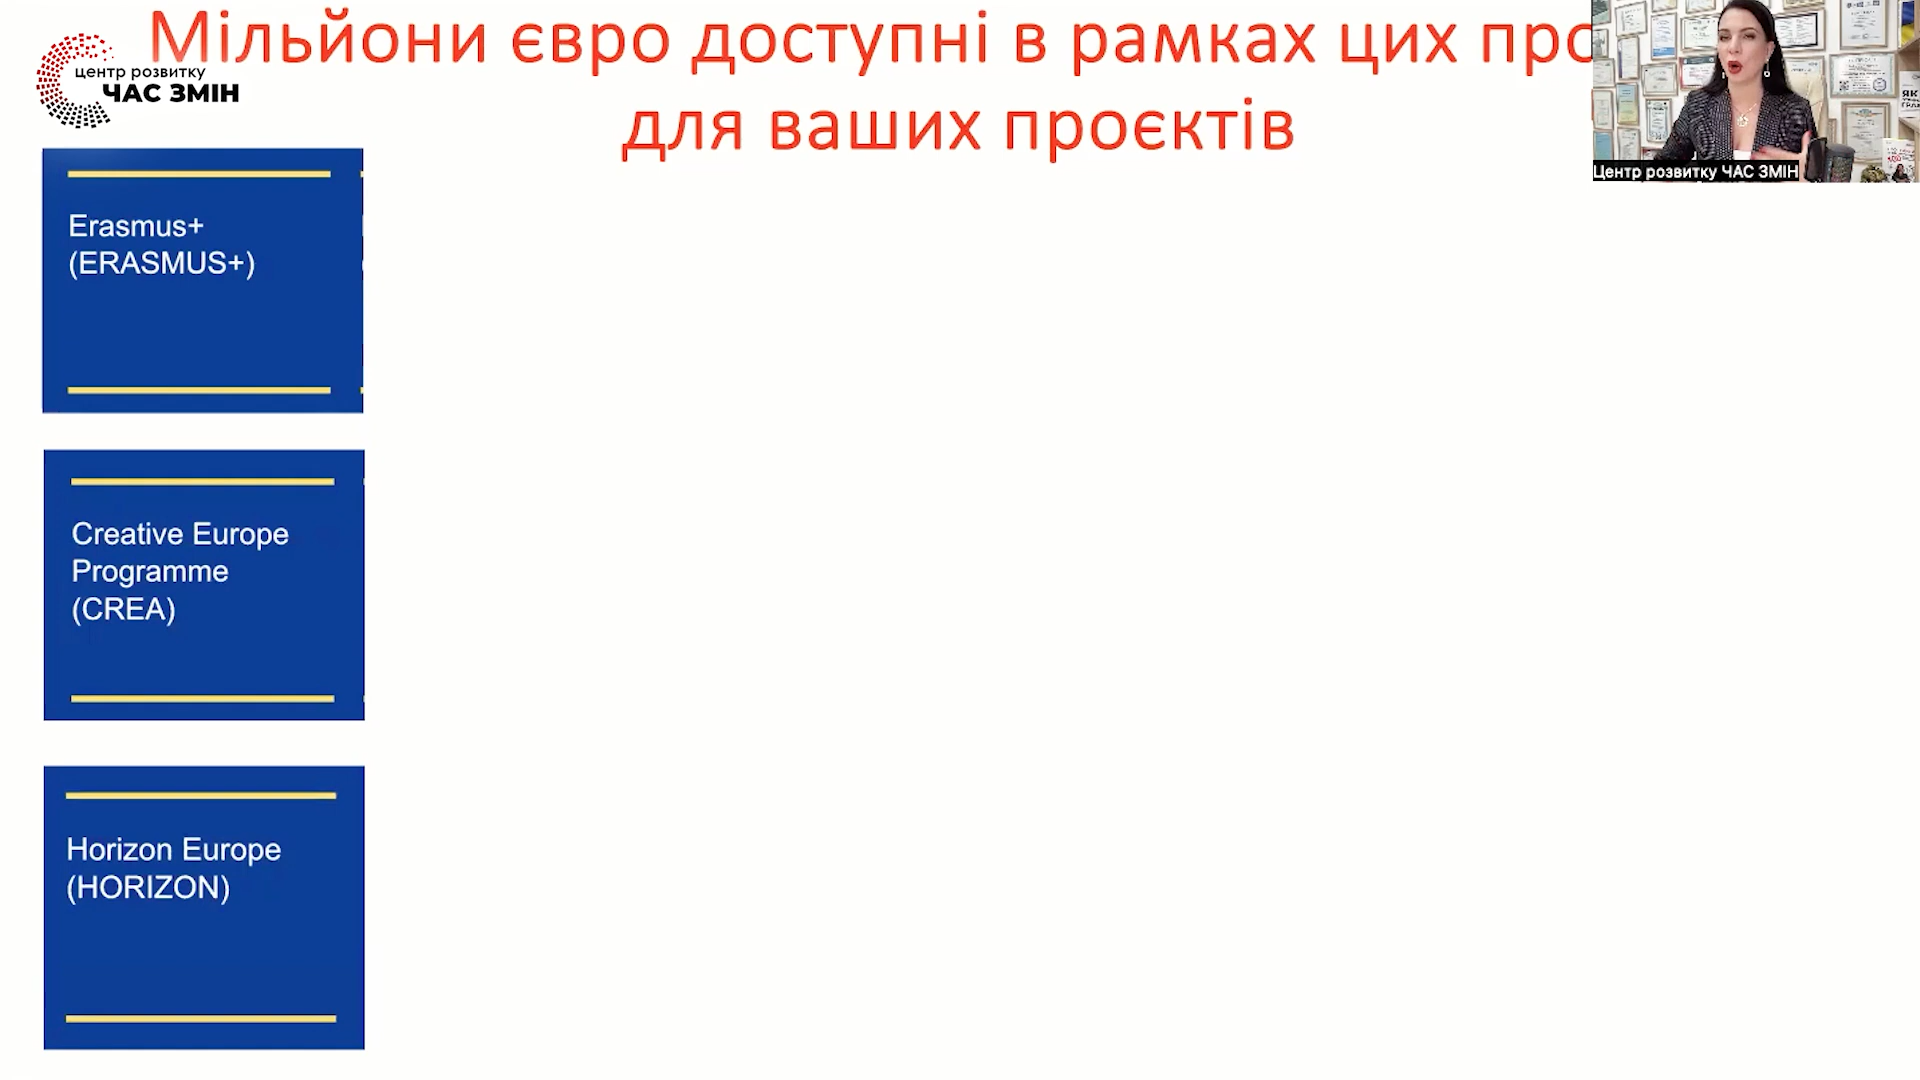 Мільйони євро доступні в рамках цих про
для ваших проєктів
центр розвитку
ЧАС ЗМІН
Центр розвитку ЧАС ЗМІН
Erasmus+
(ERASMUS+)
Creative Europe
Programme
(CREA)
Horizon Europe
(HORIZON)